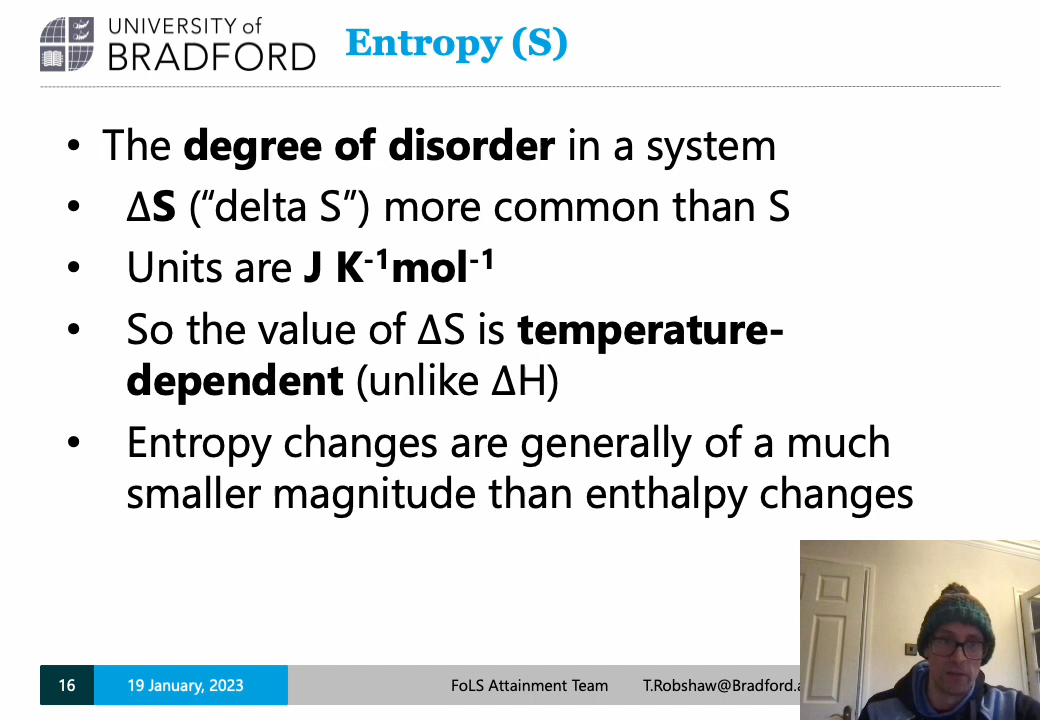 UNIVERSITY of
BRADFORD
Entropy (S)
• The degree of disorder in a system
• ΔS (“delta S”) more common than S
• Units are J K⁻¹mol⁻¹
• So the value of ΔS is temperature-
dependent (unlike ΔH)
• Entropy changes are generally of a much
smaller magnitude than enthalpy changes
16 19 January, 2023 FoLS Attainment Team T.Robshaw@Bradford.a